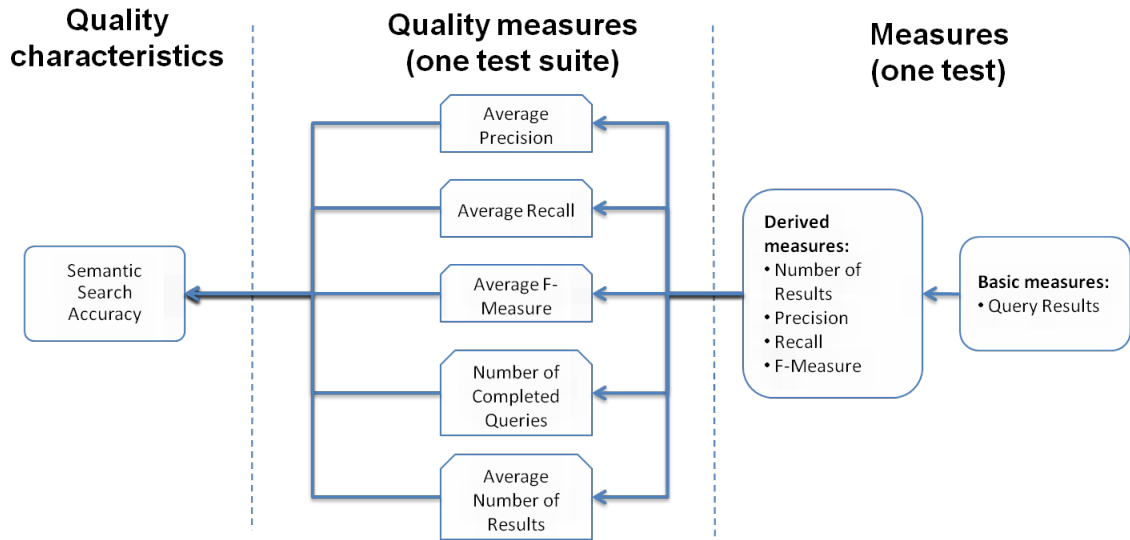 Quality
characteristics
Quality measures
(one test suite)
Measures
(one test)
Average
Precision
Average Recall
Average F-
Measure
Number of
Completed
Queries
Average
Number of
Results
Semantic
Search
Accuracy
Derived
measures:
• Number of
Results
• Precision
• Recall
• F-Measure
Basic measures:
• Query Results